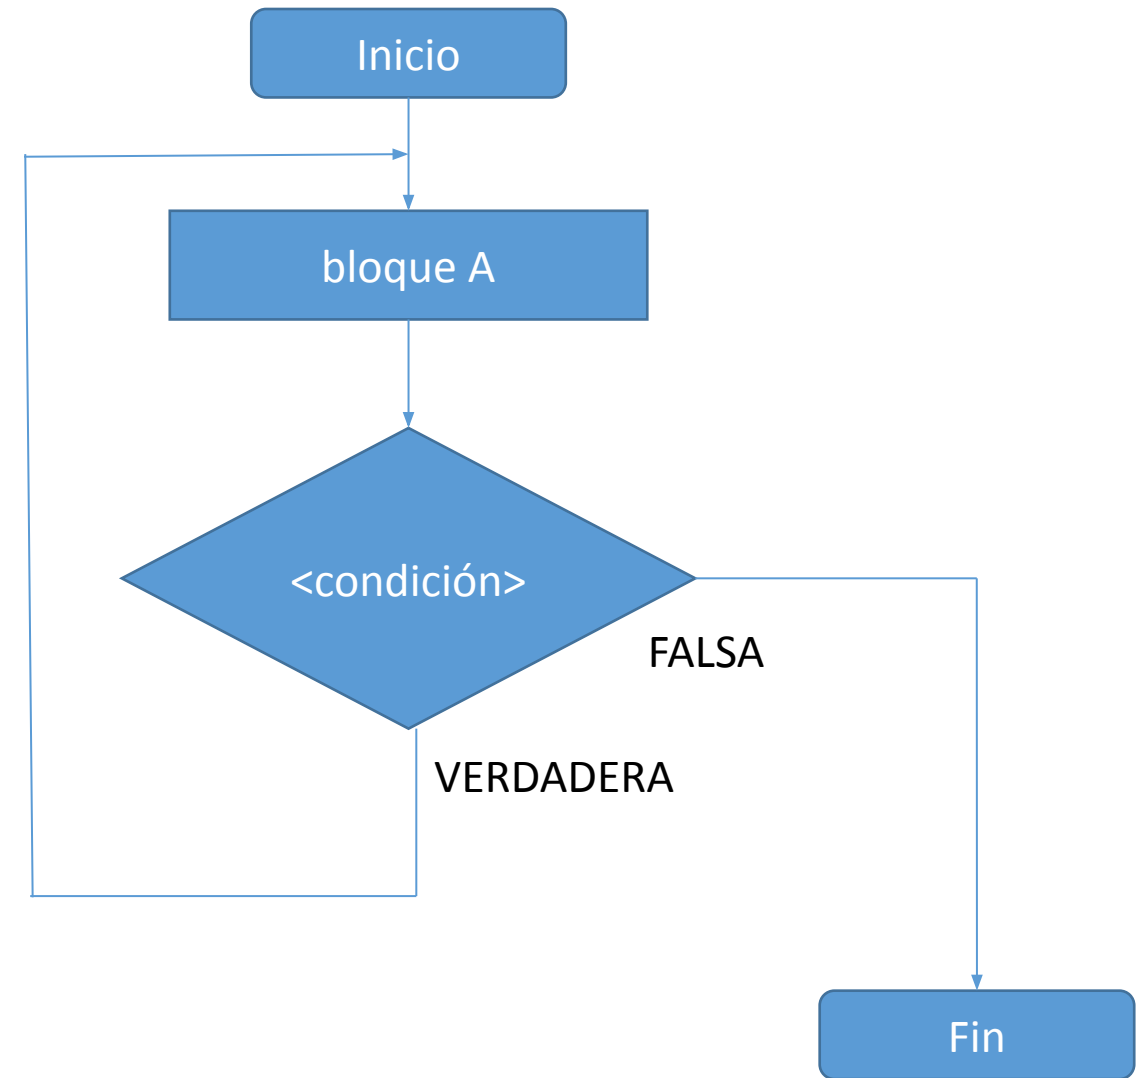 Inicio
bloque A
<condición>
FALSA
VERDADERA
Fin